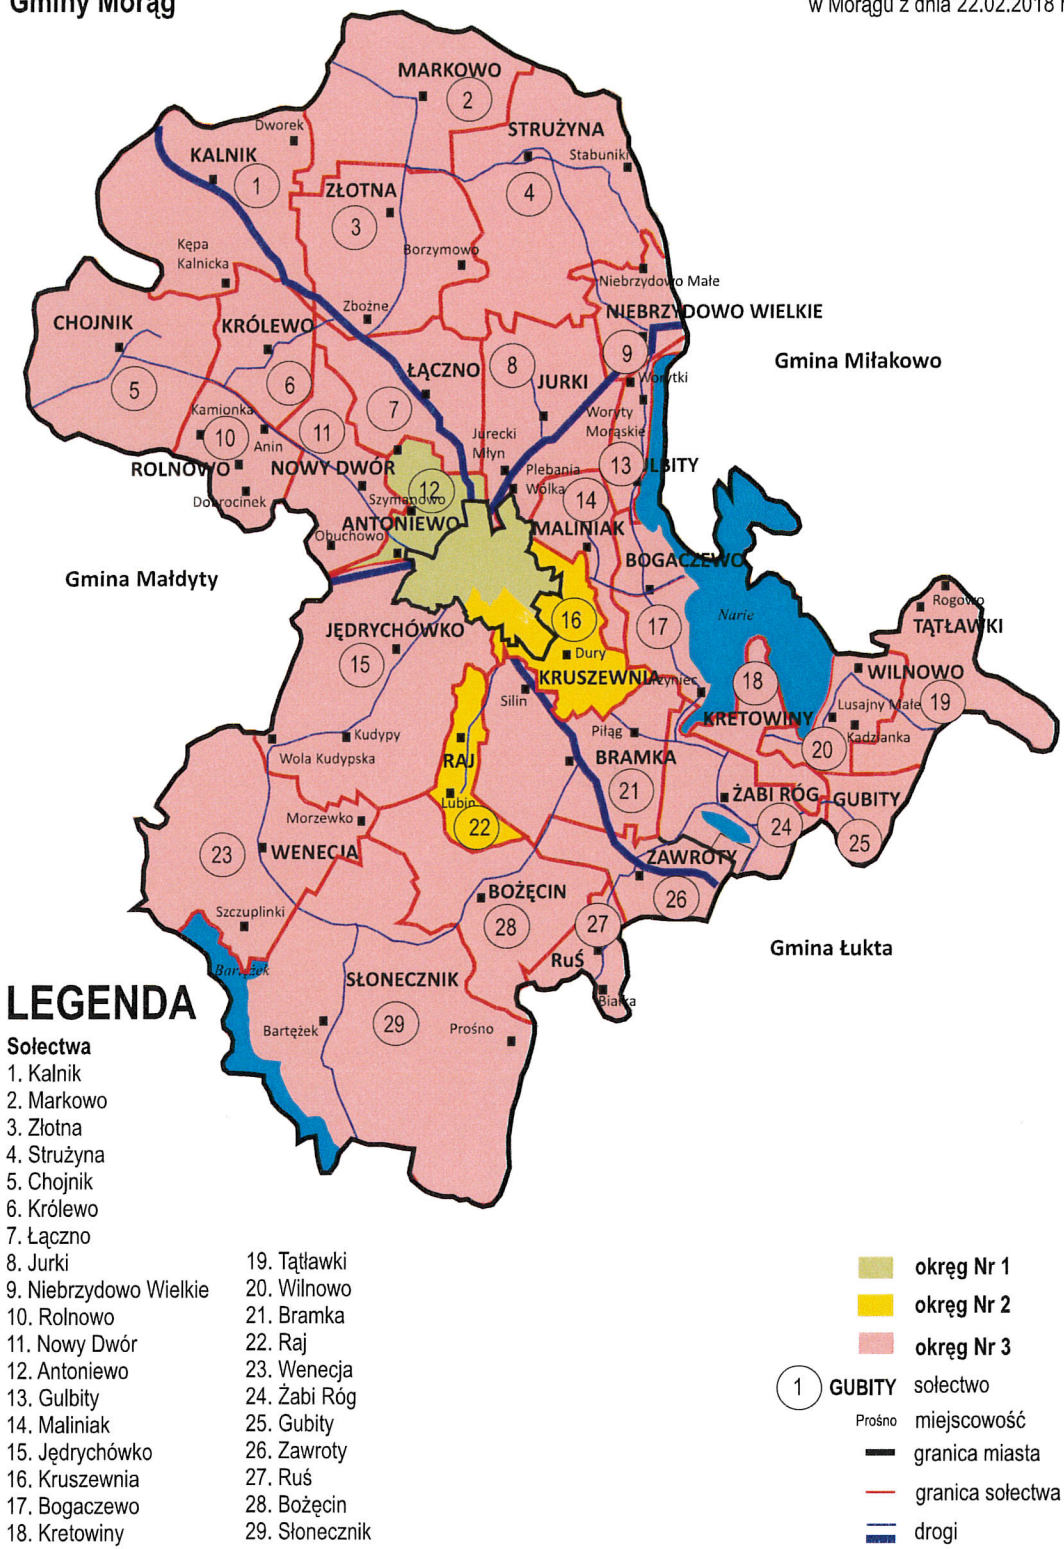 Gminy Morąg
w Morągu z dnia 22.02.2018 r
MARKOWO
2
Dworek
STRUŻYNA
KALNIK
Stabuniki
1
ZŁOTNA
4
3
Kępa
Kalnicka
Borzymowo
Niebrzydowo Małe
Zbożne
NIEBRZYDOWO WIELKIE
CHOJNIK
KRÓLEWO
9
Gmina Miłakowo
8
ŁĄCZNO
JURKI
Worytki
5
6
7
Kamionka
Woryty
Morąskie
10
Anin
11
Jurecki
Młyn
ROLNOWO
NOWY DWÓR
Plebania
Wólka
13
ULBITY
Dobrocinek
Szymanowo
12
14
ANTONIEWO
MALINIAK
Obuchowo
BOGACZEWO
Gmina Małdyty
Narie
Rogowo
16
17
TĄTŁAWKI
JĘDRYCHÓWKO
15
Dury
KRUSZEWNIA
WILNOWO
18
Silin
Lusajny Małe
19
KRETOWINY
Kudypy
Piłąg
20
Kadzianka
Wola Kudypska
RAJ
BRAMKA
21
ŻABI RÓG
GUBITY
Lubin
Morzewko
22
24
25
23
WENECJA
ZAWROTY
BOŻĘCIN
26
Szczuplinki
28
27
Gmina Łukta
RuŚ
Bartężek
SŁONECZNIK
Białka
Bartężek
29
Prośno
LEGENDA
Sołectwa
1. Kalnik
2. Markowo
3. Złotna
4. Strużyna
5. Chojnik
6. Królewo
7. Łączno
8. Jurki
9. Niebrzydowo Wielkie
10. Rolnowo
11. Nowy Dwór
12. Antoniewo
13. Gulbity
14. Maliniak
15. Jędrychówko
16. Kruszewnia
17. Bogaczewo
18. Kretowiny
19. Tątławki
20. Wilnowo
21. Bramka
22. Raj
23. Wenecja
24. Żabi Róg
25. Gubity
26. Zawroty
27. Ruś
28. Bożęcin
29. Słonecznik
okręg Nr 1
okręg Nr 2
okręg Nr 3
1 GUBITY sołectwo
Prośno miejscowość
granica miasta
granica sołectwa
drogi